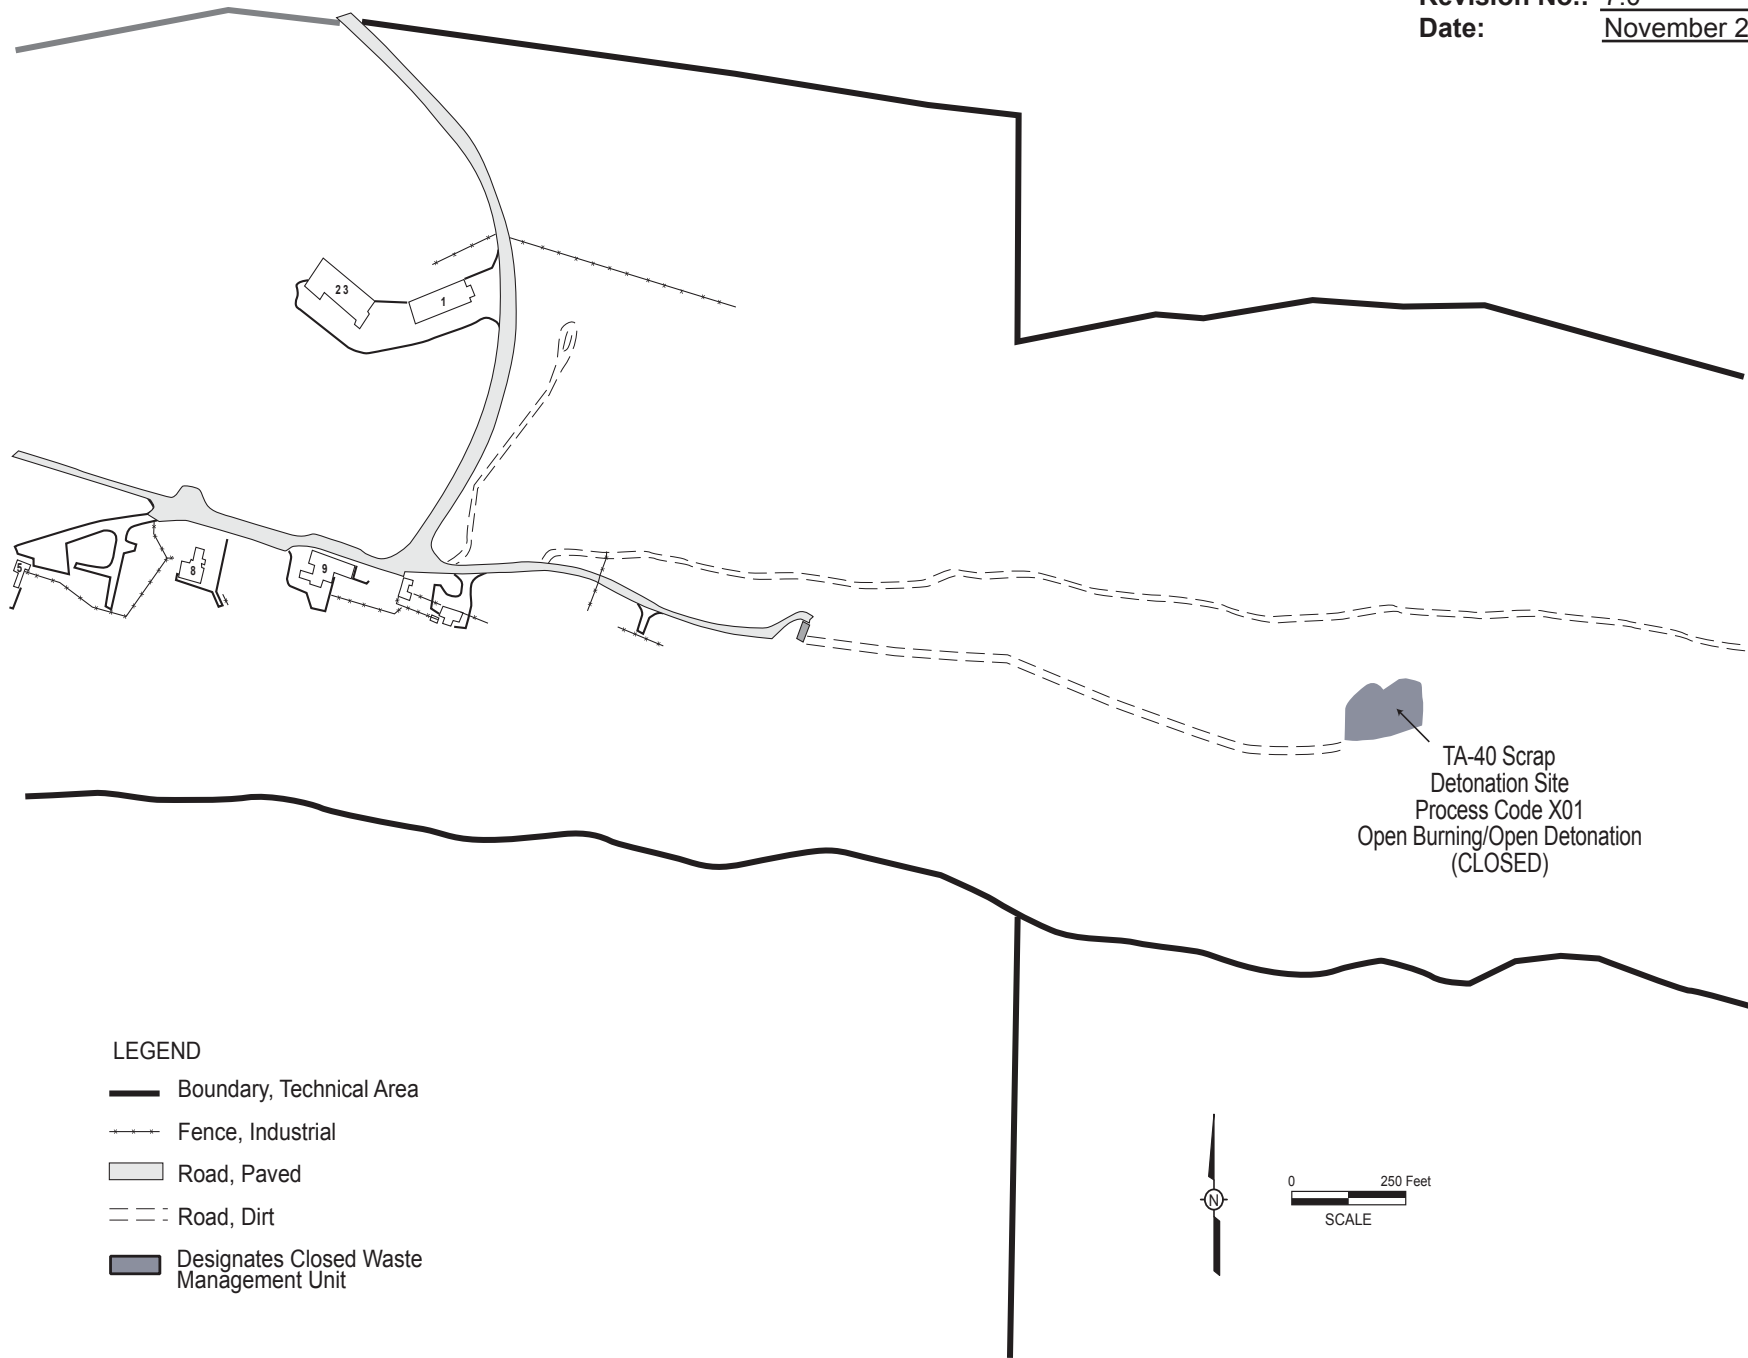 Date: November 2
23
1
5
8
9
TA-40 Scrap
Detonation Site
Process Code X01
Open Burning/Open Detonation
(CLOSED)
LEGEND
Boundary, Technical Area
Fence, Industrial
Road, Paved
Road, Dirt
Designates Closed Waste
Management Unit
N
0 250 Feet
SCALE